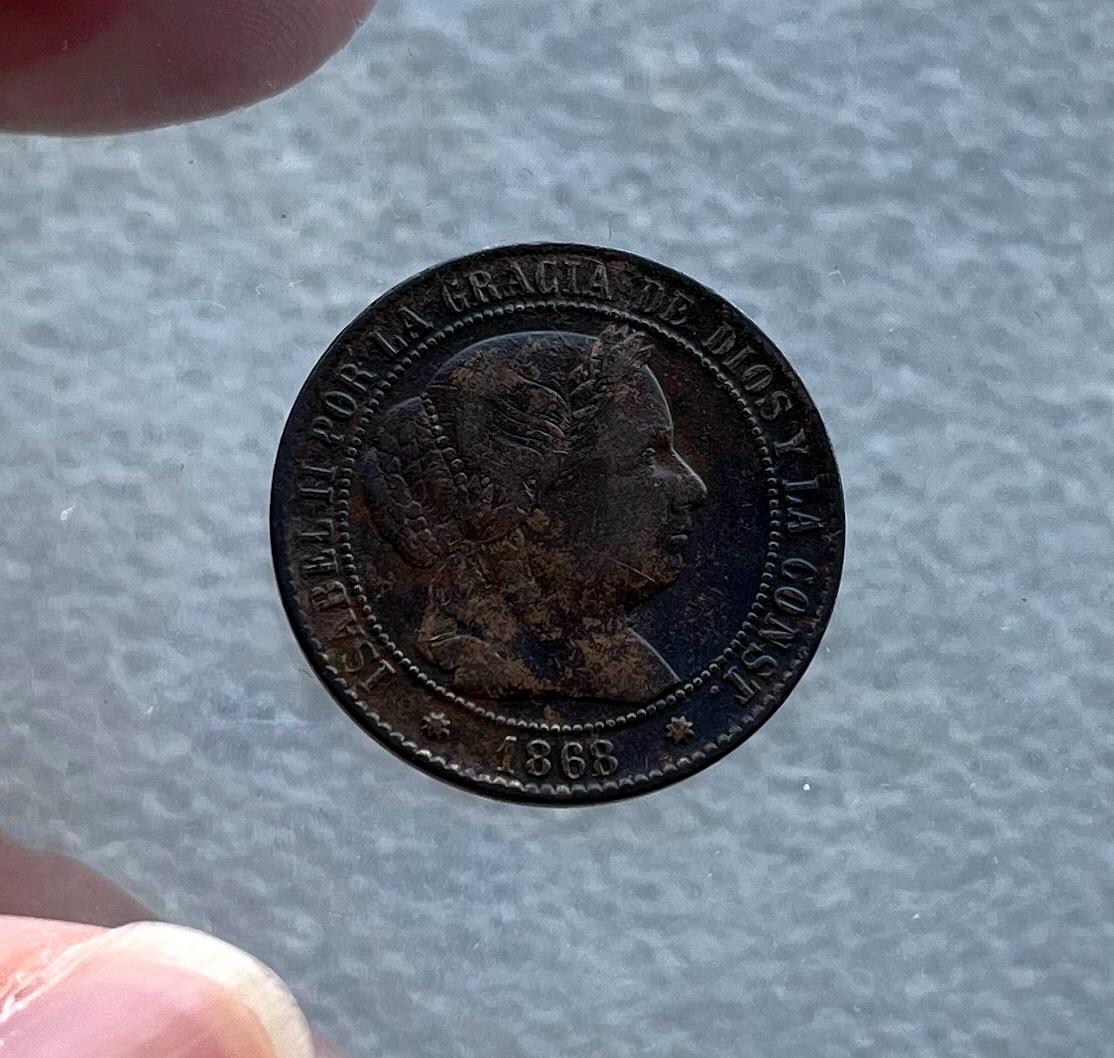 ISABEL II POR LA GRACIA DE DIOS Y LA CONST.
1868